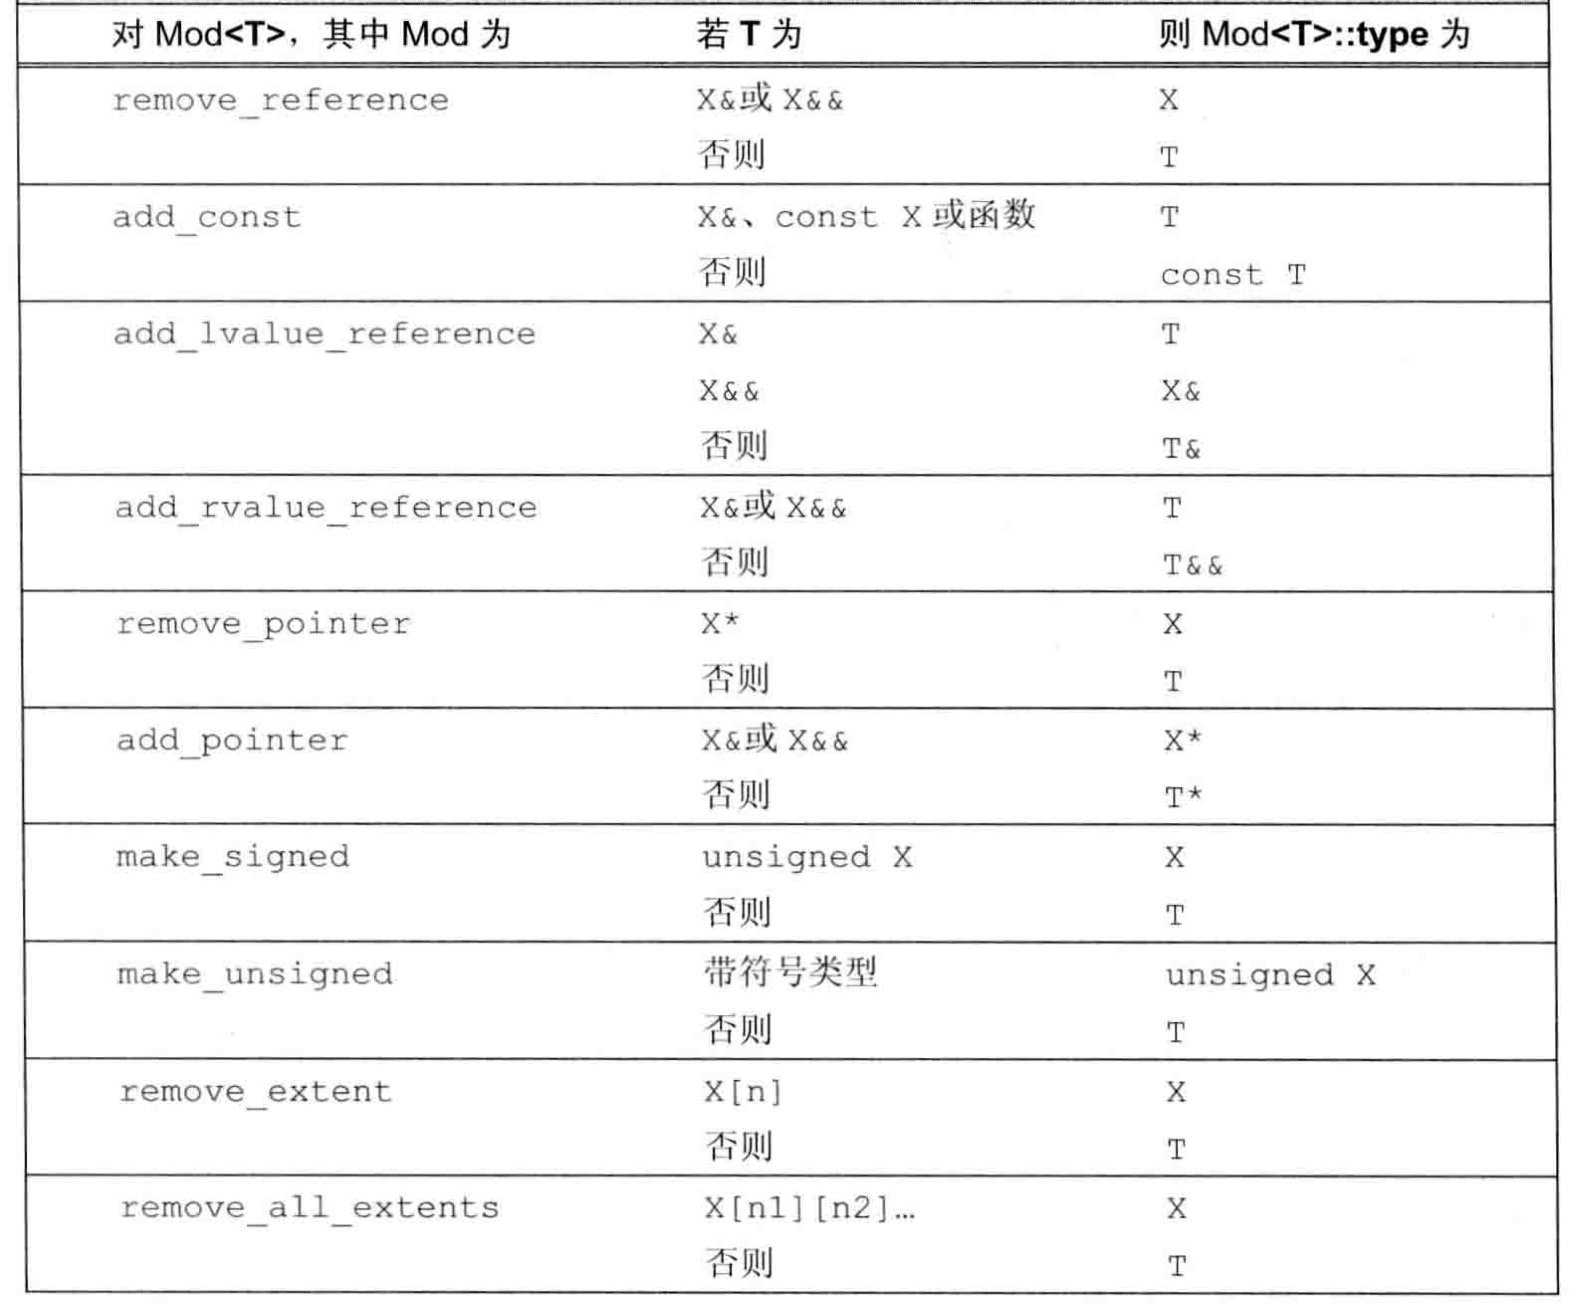 对 Mod<T>，其中 Mod 为 若 T 为 则 Mod<T>::type 为
remove_reference X&或 X&& X
否则 T
add_const X&、const X 或函数 T
否则 const T
add_lvalue_reference X& T
X&& X&
否则 T&
add_rvalue_reference X&或 X&& T
否则 T&&
remove_pointer X* X
否则 T
add_pointer X&或 X&& X*
否则 T*
make_signed unsigned X X
否则 T
make_unsigned 带符号类型 unsigned X
否则 T
remove_extent X[n] X
否则 T
remove_all_extents X[n1][n2]… X
否则 T